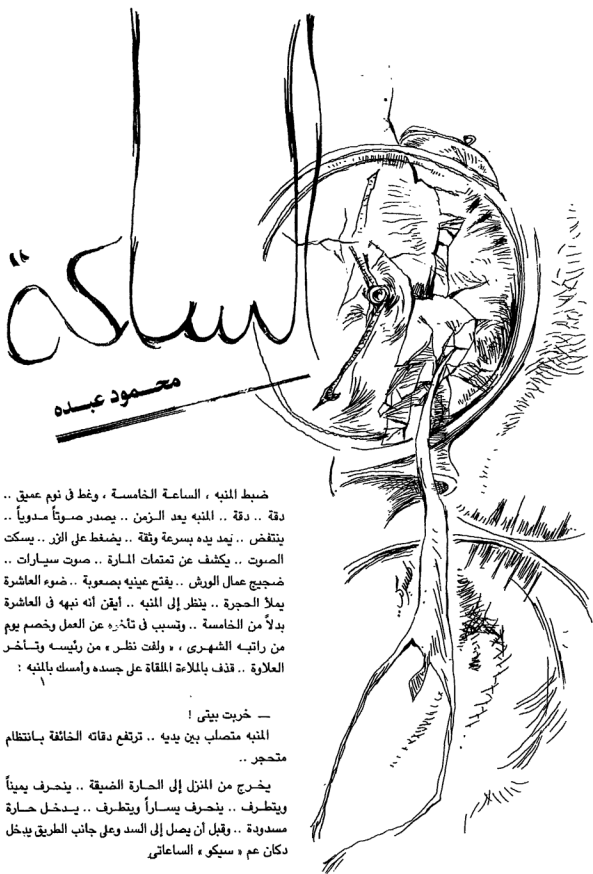 الساعة
محمود عبده
ضبط المنبه ، الساعة الخامسة ، وغط فى نوم عميق ..
دقة .. دقة .. المنبه يعد الزمن .. يصدر صوتاً مدوياً ..
ينتفض .. يمد يده بسرعة وثقة .. يضغط على الزر .. يسكت
الصوت .. يكشف عن تمتمات المارة .. صوت سيارات ..
ضجيج عمال الورش .. يفتح عينيه بصعوبة .. ضوء العاشرة
يملأ الحجرة .. ينظر إلى المنبه .. أيقن أنه نبهه فى العاشرة
بدلاً من الخامسة .. وتسبب فى تأخره عن العمل وخصم يوم
من راتبه الشهرى ، « ولفت نظر » من رئيسه وتأخر
العلاوة .. قذف بالملاءة الملقاة على جسده وأمسك بالمنبه :
— خربت بيتى !
المنبه متصلب بين يديه .. ترتفع دقاته الخائفة بانتظام
متحجر ..
يخرج من المنزل إلى الحارة الضيقة .. ينحرف يميناً
ويتطرف .. ينحرف يساراً ويتطرف .. يدخل حارة
مسدودة .. وقبل أن يصل إلى السد وعلى جانب الطريق يدخل
دكان عم « سيكو » الساعاتى